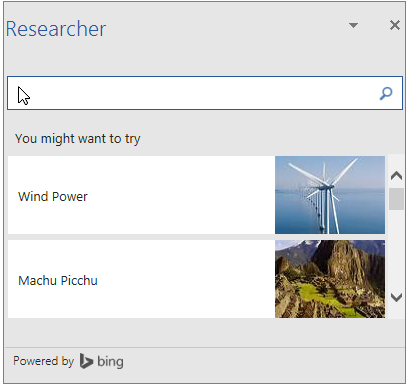 Researcher
You might want to try
Wind Power
Machu Picchu
Powered by bing